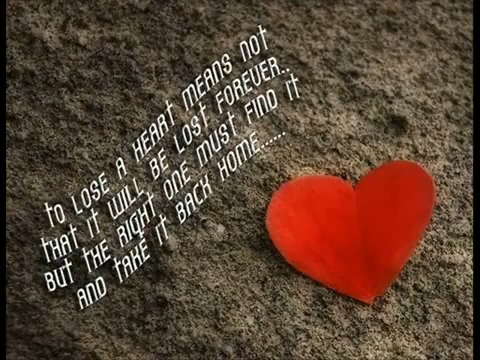 TO LOSE A HEART MEANS NOT
THAT IT WILL BE LOST FOREVER..
BUT THE RIGHT ONE MUST FIND IT
AND TAKE IT BACK HOME......